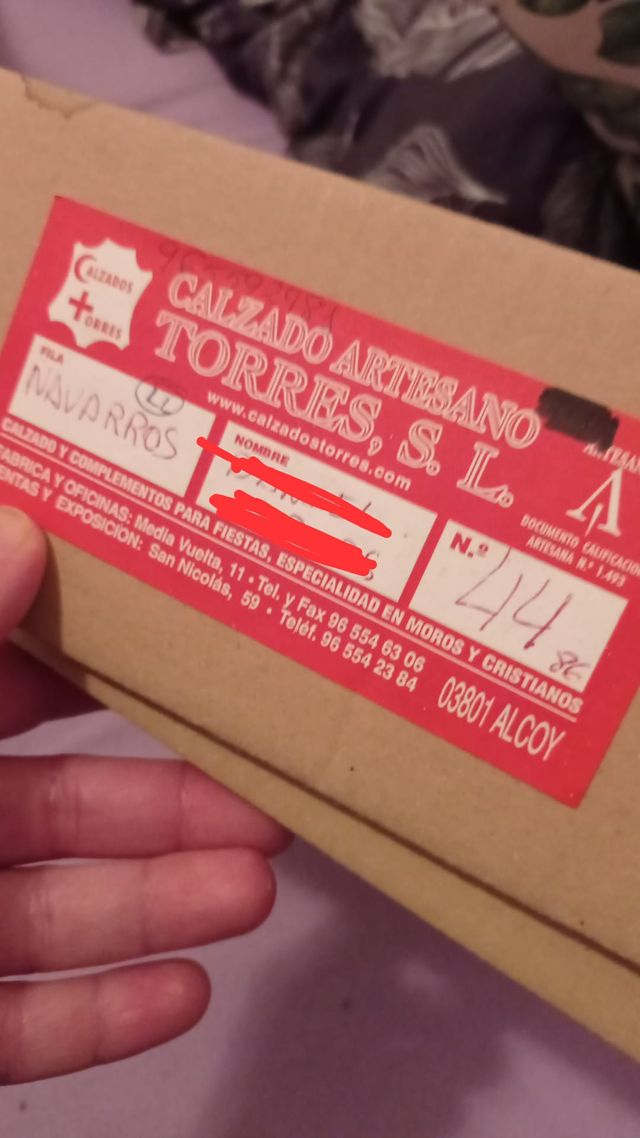 CALZADOS
TORRES
CALZADO ARTESANO
TORRES, S. L.
www.calzadostorres.com
FILA
NAVARROS
NOMBRE
N.º
44
DOCUMENTO CALIFICACIÓN
ARTESANA N.º 1.493
CALZADO Y COMPLEMENTOS PARA FIESTAS, ESPECIALIDAD EN MOROS Y CRISTIANOS
FABRICA Y OFICINAS: Media Vuelta, 11 • Tel. y Fax 96 554 63 06
VENTAS Y EXPOSICIÓN: San Nicolás, 59 • Teléf. 96 554 23 84
03801 ALCOY